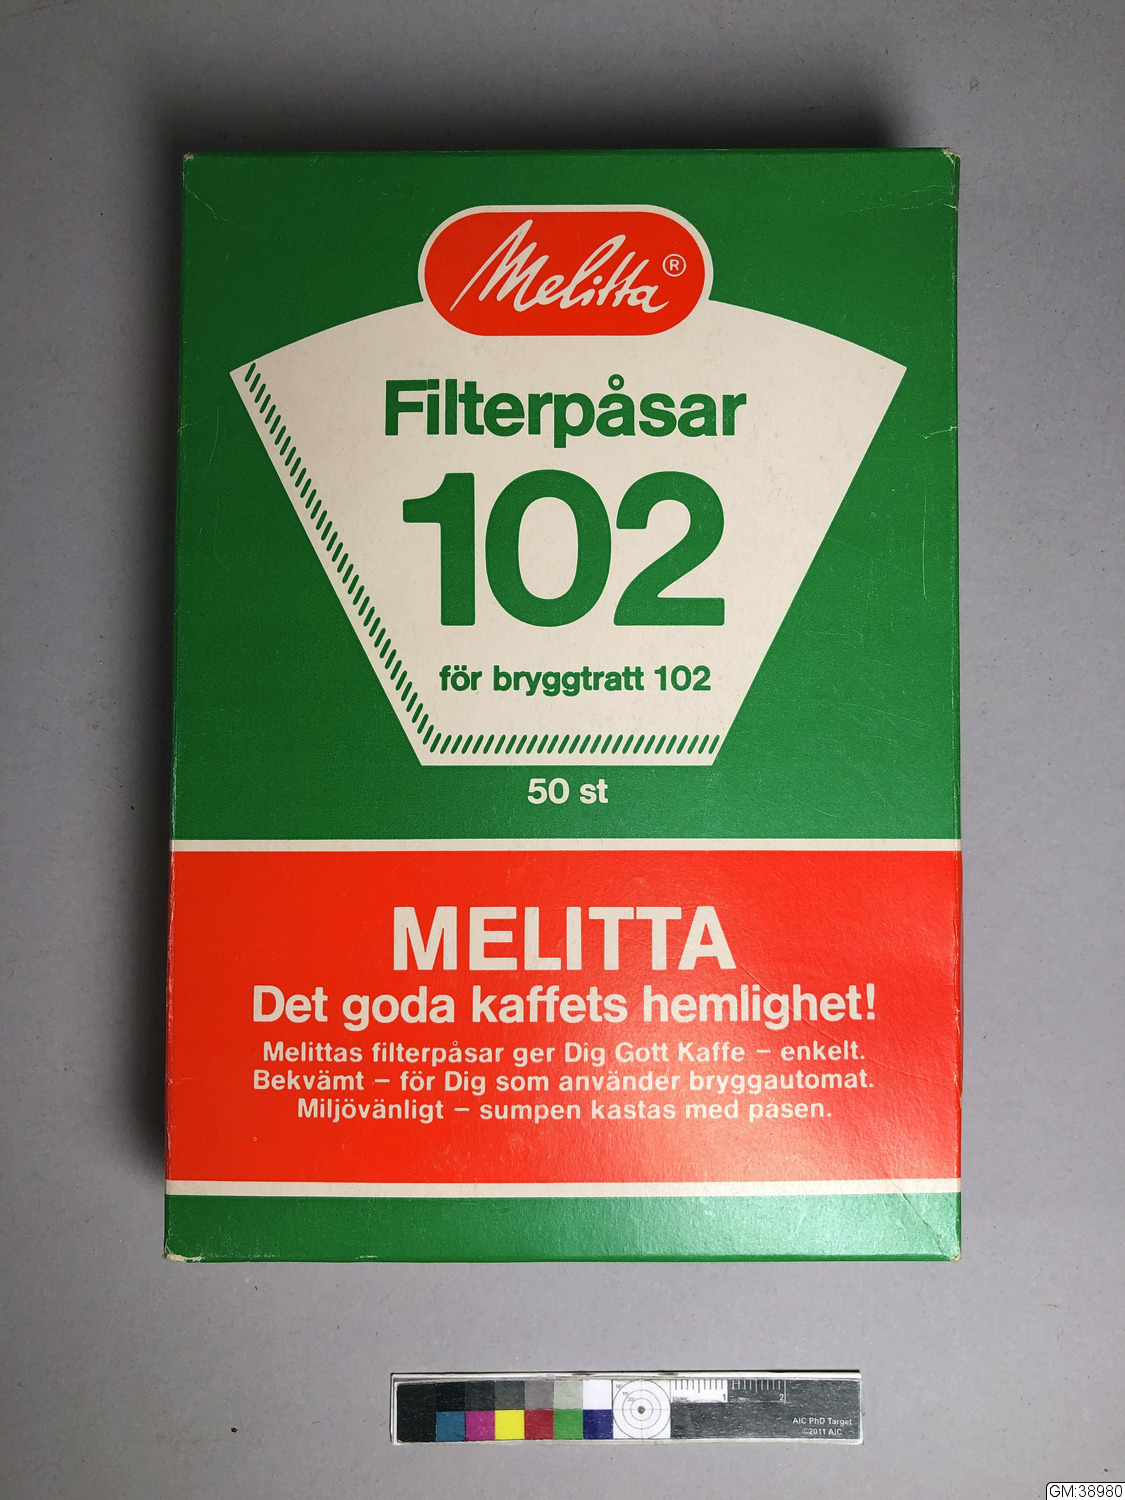 Melitta®
Filterpåsar
102
för bryggtratt 102
50 st
MELITTA
Det goda kaffets hemlighet!
Melittas filterpåsar ger Dig Gott Kaffe – enkelt.
Bekvämt – för Dig som använder bryggautomat.
Miljövänligt – sumpen kastas med påsen.
1
2
AIC PhD Target
©2011 AIC
GM:38980